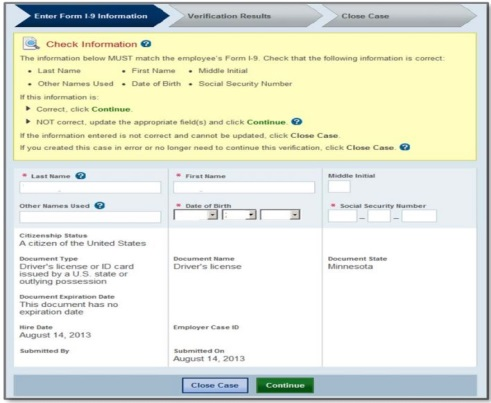 Enter Form I-9 Information
Verification Results
Close Case
Check Information ?
The information below MUST match the employee's Form I-9. Check that the following information is correct:
• Last Name • First Name • Middle Initial
• Other Names Used • Date of Birth • Social Security Number
If this information is:
Correct, click Continue.
NOT correct, update the appropriate field(s) and click Continue. ?
If the information entered is not correct and cannot be updated, click Close Case.
If you created this case in error or no longer need to continue this verification, click Close Case. ?
* Last Name ?
* First Name
Middle Initial
Other Names Used ?
* Date of Birth
* Social Security Number
Citizenship Status
A citizen of the United States
Document Type
Driver's license or ID card
issued by a U.S. state or
outlying possession
Document Name
Driver's license
Document State
Minnesota
Document Expiration Date
This document has no
expiration date
Hire Date
August 14, 2013
Employer Case ID
Submitted By
Submitted On
August 14, 2013
Close Case
Continue